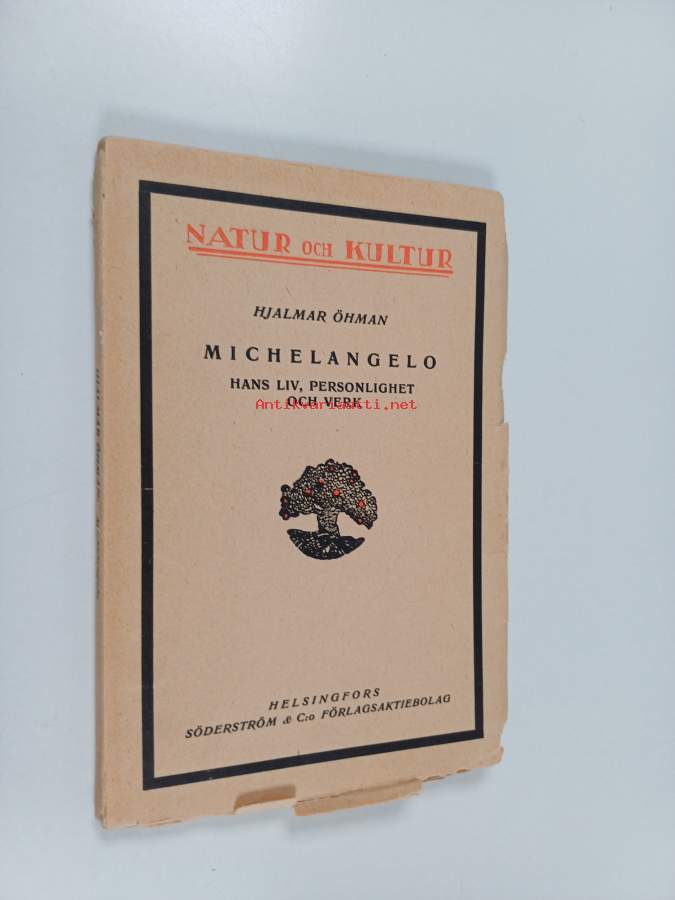 NATUR OCH KULTUR
HJALMAR ÖHMAN
MICHELANGELO
HANS LIV, PERSONLIGHET
OCH VERK
Antikvariaatti.net
HELSINGFORS
SÖDERSTRÖM & C:o FÖRLAGSAKTIEBOLAG